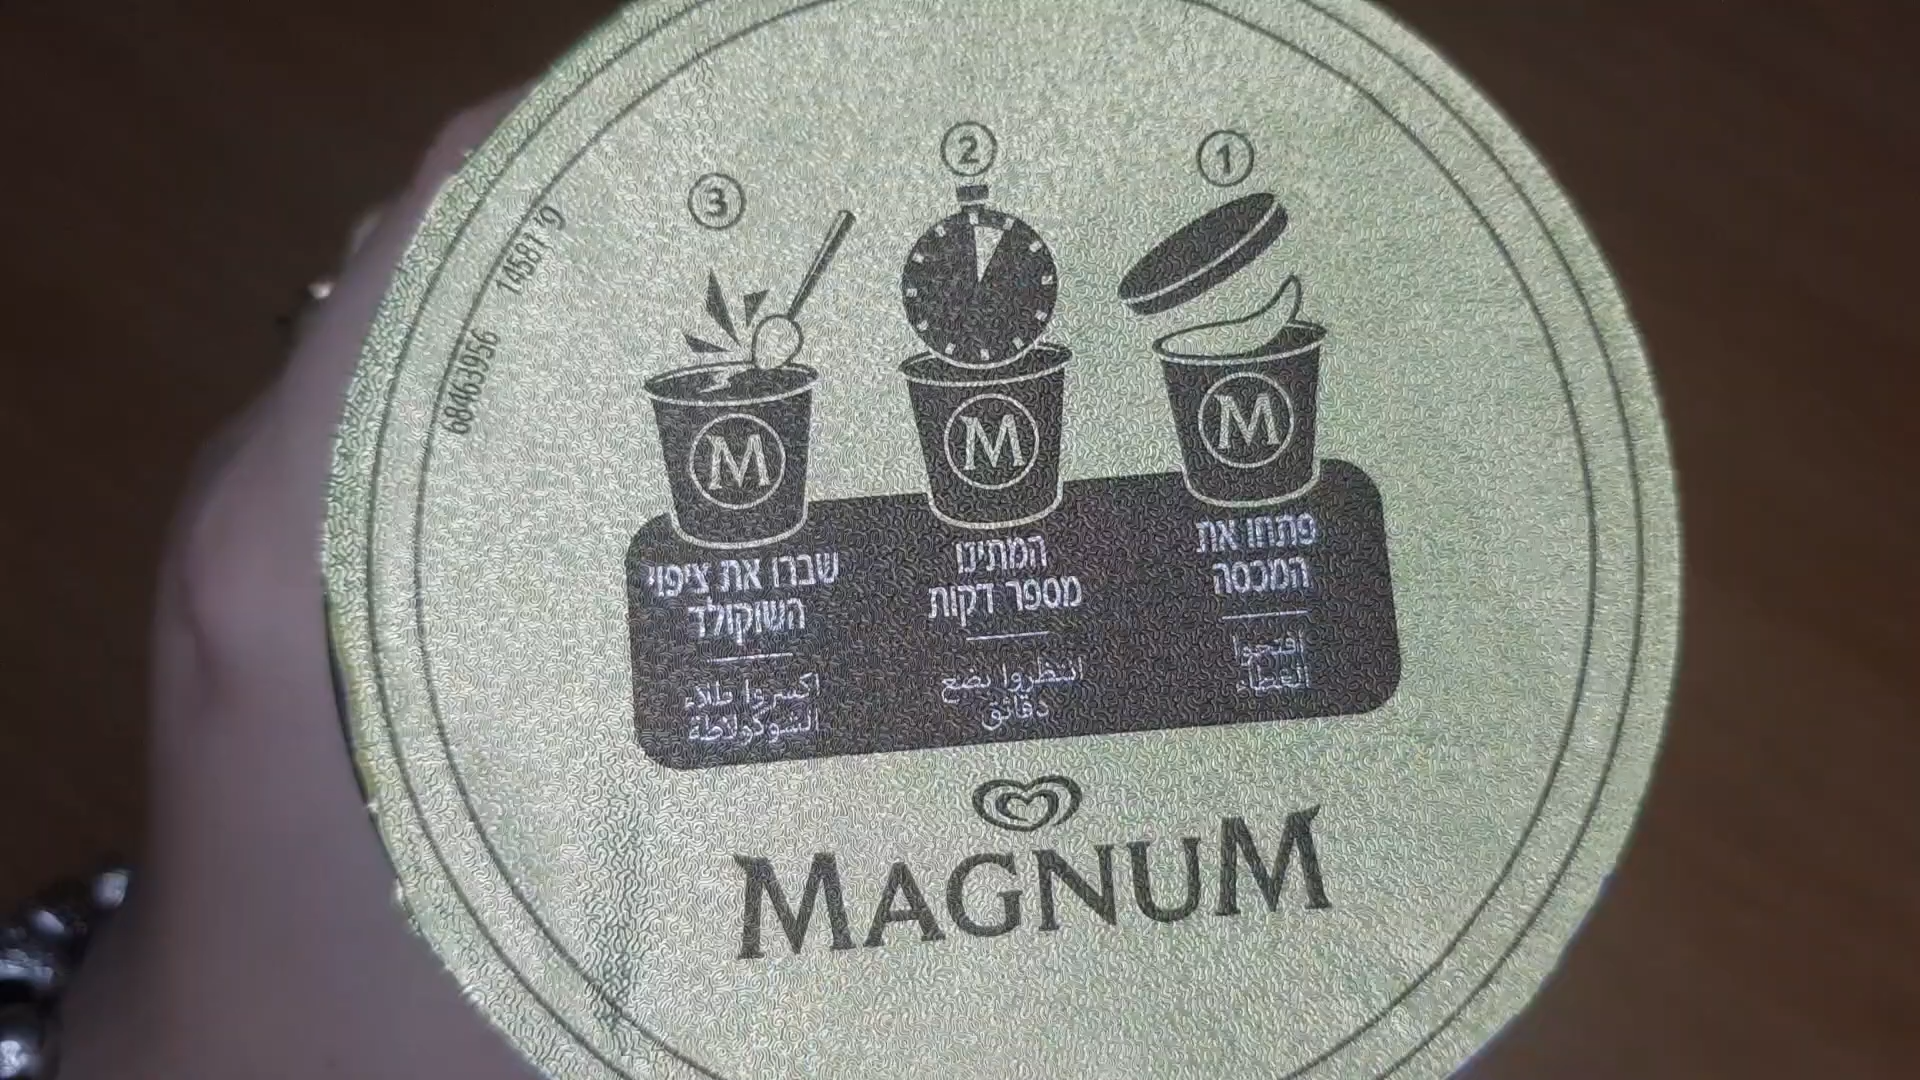 1
פתחו את
המכסה
افتحوا
الغطاء
2
המתינו
מספר דקות
انتظروا بضع
دقائق
3
שברו את ציפוי
השוקולד
اكسروا طلاء
الشوكولاطة
M
M
M
MAGNUM
68463956
14581